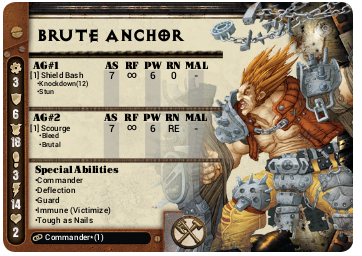 BRUTE ANCHOR
AG#1 AS RF PW RN MAL
[1] Shield Bash 7 ∞ 6 0 -
•Knockdown(12)
•Stun
AG#2 AS RF PW RN MAL
[1] Scourge 7 ∞ 6 RE -
•Bleed
•Brutal
3
6
18
3
14
2
Special Abilities
•Commander
•Deflection
•Guard
•Immune (Victimize)
•Tough as Nails
Commander•(1)